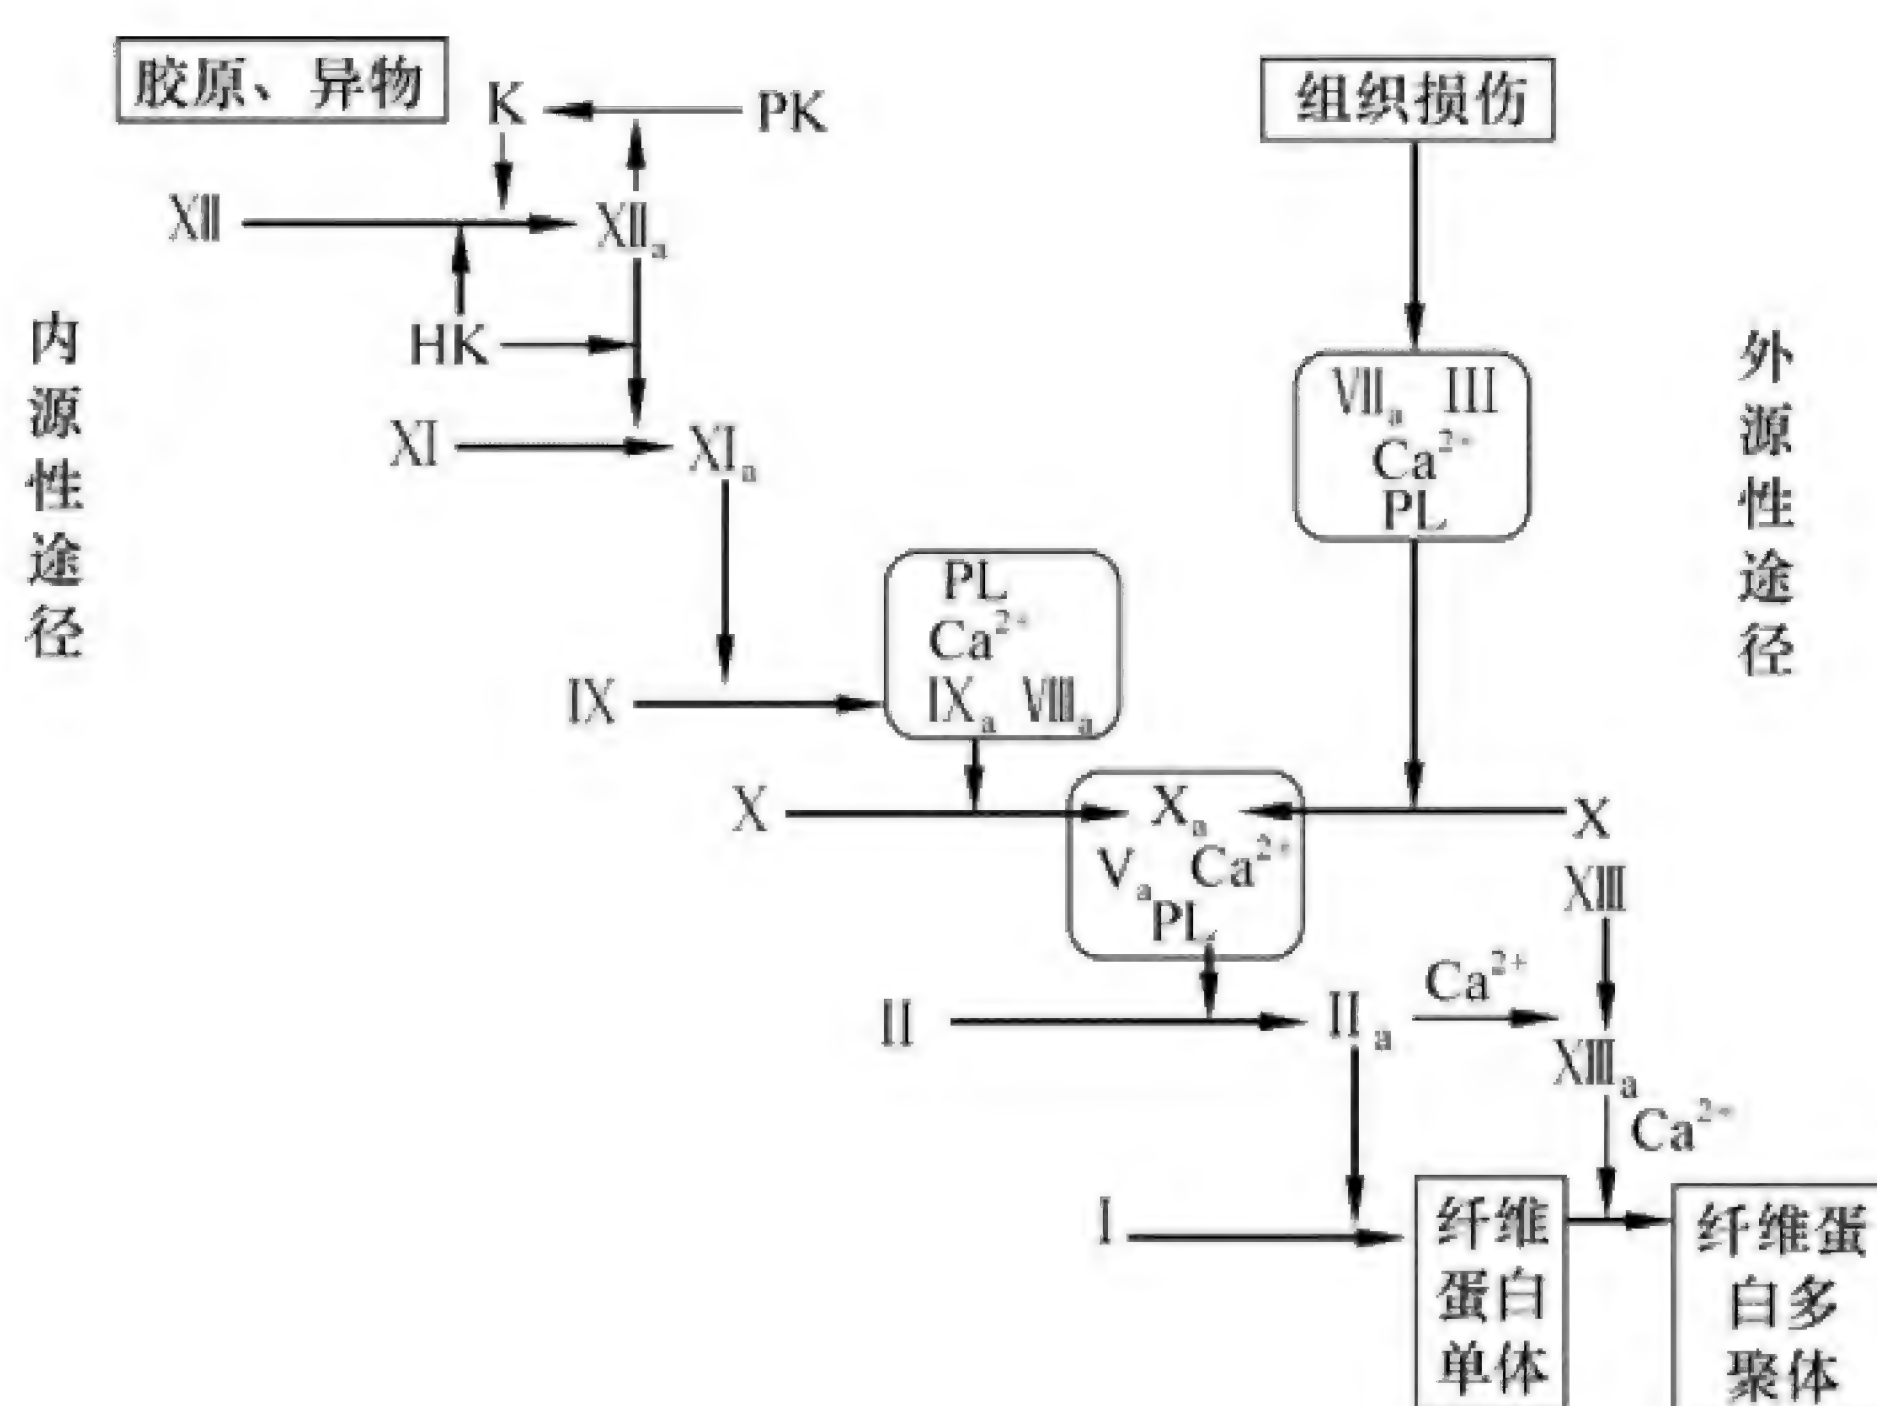 胶原、异物
K
PK
组织损伤
XII
XIIa
HK
内源性途径
外源性途径
VIIa III
Ca²⁺
PL
XI
XIa
PL
Ca²⁺
IXa VIIIa
IX
X
Xa
X
Va Ca²⁺
PL
XIII
II
IIa
Ca²⁺
XIIIa
Ca²⁺
I
纤维
蛋白
单体
纤维蛋
白多
聚体